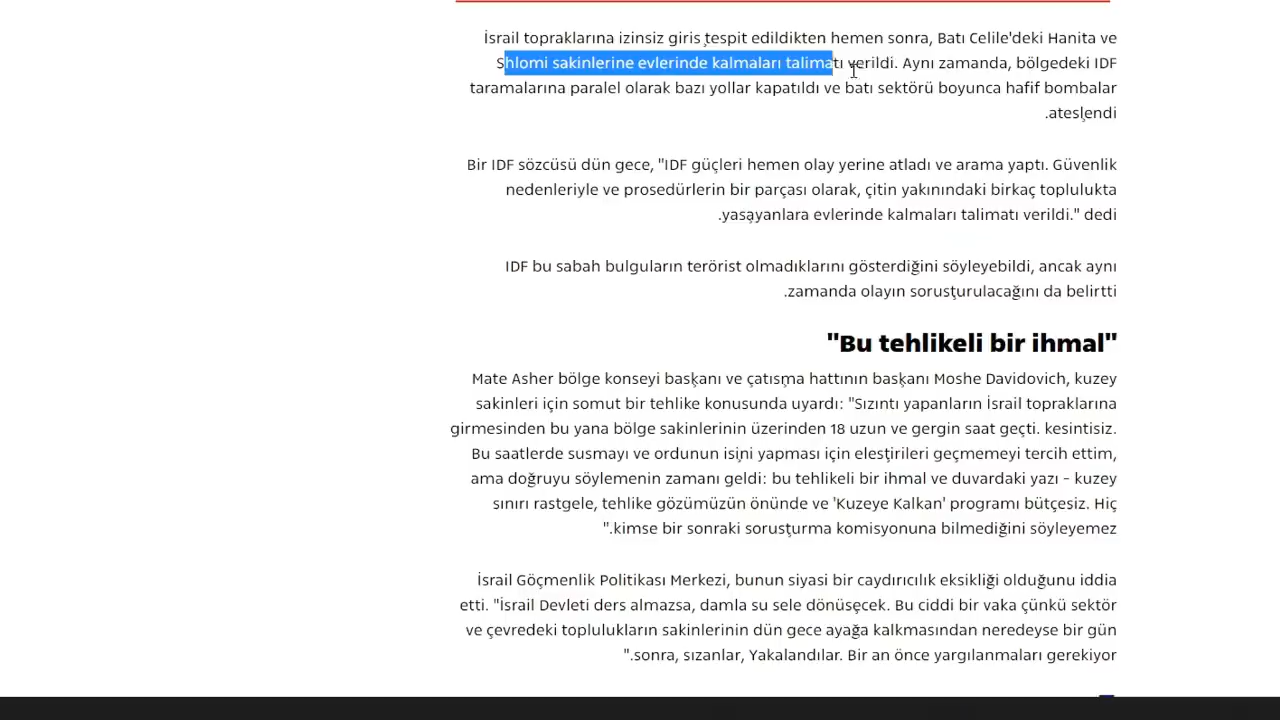 İsrail topraklarına izinsiz giriş tespit edildikten hemen sonra, Batı Celile'deki Hanita ve
Shlomi sakinlerine evlerinde kalmaları talimatı verildi. Aynı zamanda, bölgedeki IDF
taramalarına paralel olarak bazı yollar kapatıldı ve batı sektörü boyunca hafif bombalar
.ateşlendi
Bir IDF sözcüsü dün gece, "IDF güçleri hemen olay yerine atladı ve arama yaptı. Güvenlik
nedenleriyle ve prosedürlerin bir parçası olarak, çitin yakınındaki birkaç toplulukta
.yaşayanlara evlerinde kalmaları talimatı verildi." dedi
IDF bu sabah bulguların terörist olmadıklarını gösterdiğini söyleyebildi, ancak aynı
.zamanda olayın soruşturulacağını da belirtti
"Bu tehlikeli bir ihmal"
Mate Asher bölge konseyi başkanı ve çatışma hattının başkanı Moshe Davidovich, kuzey
sakinleri için somut bir tehlike konusunda uyardı: "Sızıntı yapanların İsrail topraklarına
girmesinden bu yana bölge sakinlerinin üzerinden 18 uzun ve gergin saat geçti. kesintisiz.
Bu saatlerde susmayı ve ordunun işini yapması için eleştirileri geçmemeyi tercih ettim,
ama doğruyu söylemenin zamanı geldi: bu tehlikeli bir ihmal ve duvardaki yazı - kuzey
sınırı rastgele, tehlike gözümüzün önünde ve 'Kuzeye Kalkan' programı bütçesiz. Hiç
".kimse bir sonraki soruşturma komisyonuna bilmediğini söyleyemez
İsrail Göçmenlik Politikası Merkezi, bunun siyasi bir caydırıcılık eksikliği olduğunu iddia
etti. "İsrail Devleti ders almazsa, damla su sele dönüşecek. Bu ciddi bir vaka çünkü sektör
ve çevredeki toplulukların sakinlerinin dün gece ayağa kalkmasından neredeyse bir gün
".sonra, sızanlar, Yakalandılar. Bir an önce yargılanmaları gerekiyor